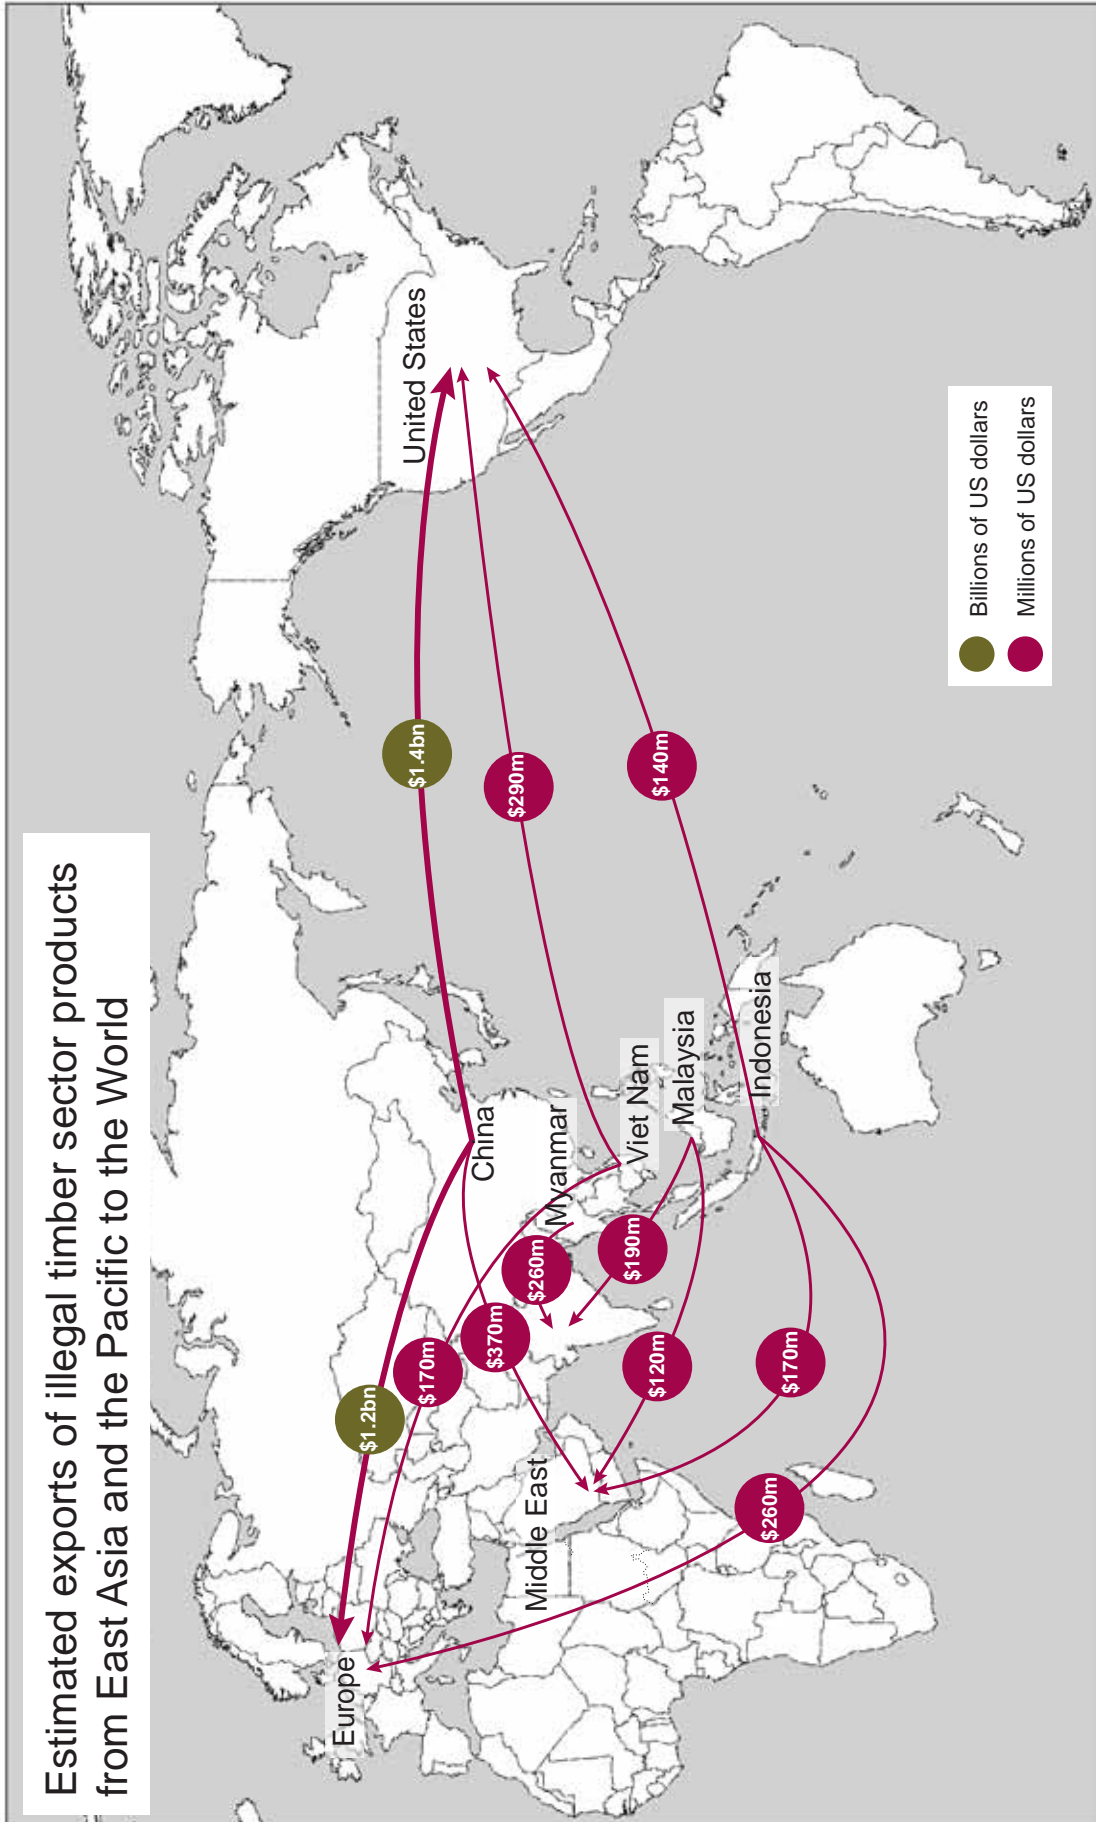 Estimated exports of illegal timber sector products
from East Asia and the Pacific to the World
Europe
Middle East
China
Myanmar
Viet Nam
Malaysia
Indonesia
United States
$1.2bn
$170m
$370m
$260m
$190m
$120m
$170m
$260m
$1.4bn
$290m
$140m
Billions of US dollars
Millions of US dollars